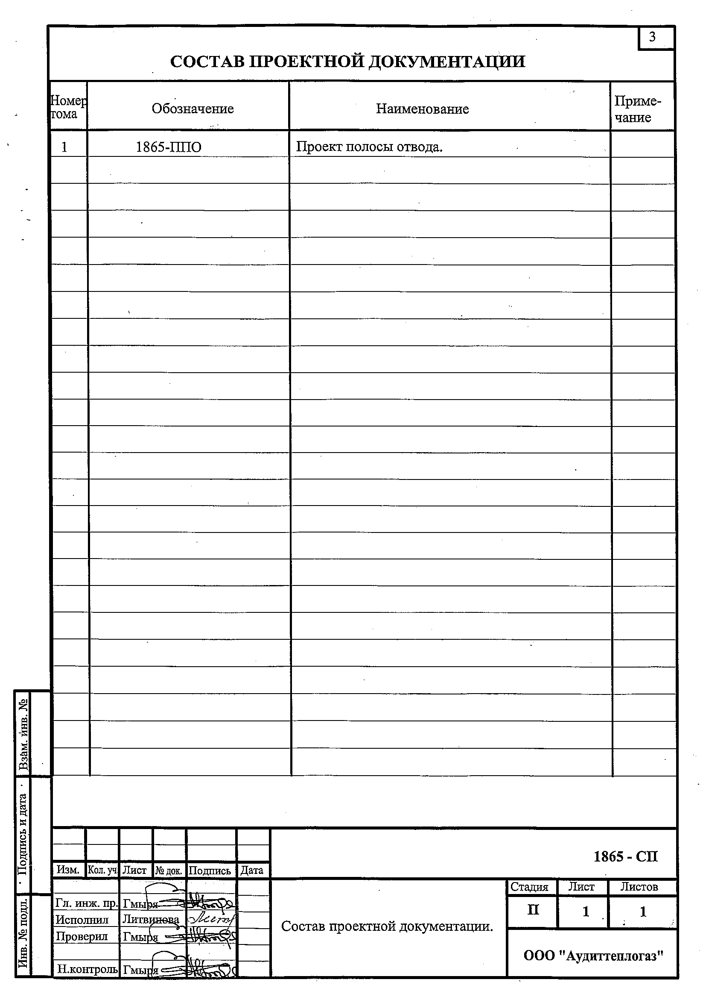 3
СОСТАВ ПРОЕКТНОЙ ДОКУМЕНТАЦИИ
Номер тома
Обозначение
Наименование
Приме-
чание
1
1865-ППО
Проект полосы отвода.
Взам. инв. №
Подпись и дата
Инв. № подл.
1865 - СП
Изм. Кол. уч. Лист № док. Подпись Дата
Гл. инж. пр. Гмыря
Исполнил Литвинова
Проверил Гмыря
Н.контроль Гмыря
Состав проектной документации.
Стадия Лист Листов
П 1 1
ООО "Аудиттеплогаз"